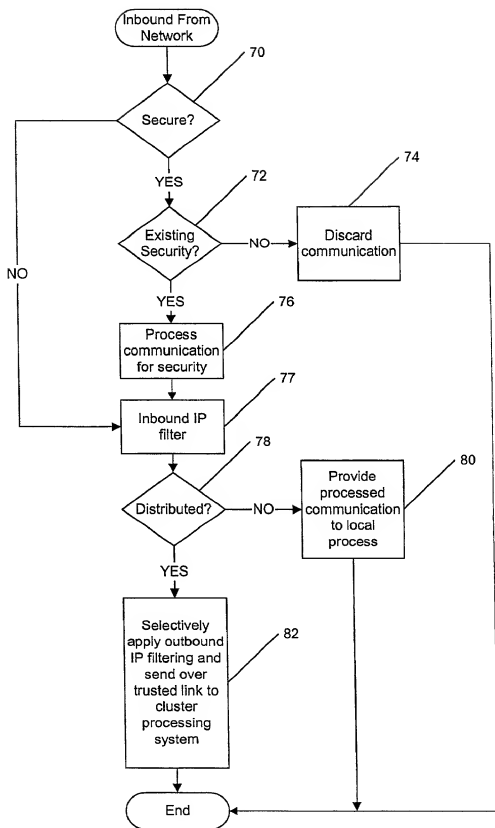 Inbound From
Network
70
Secure?
YES
72
74
Existing
Security?
NO
Discard
communication
NO
YES
76
Process
communication
for security
77
Inbound IP
filter
78
80
Distributed?
NO
Provide
processed
communication
to local
process
YES
82
Selectively
apply outbound
IP filtering and
send over
trusted link to
cluster
processing
system
End